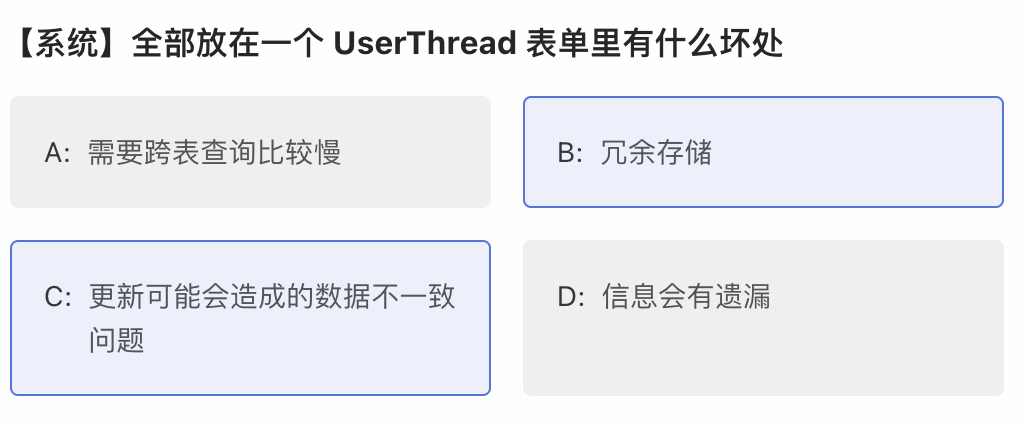 【系统】全部放在一个 UserThread 表单里有什么坏处
A: 需要跨表查询比较慢
B: 冗余存储
C: 更新可能会造成的数据不一致
问题
D: 信息会有遗漏